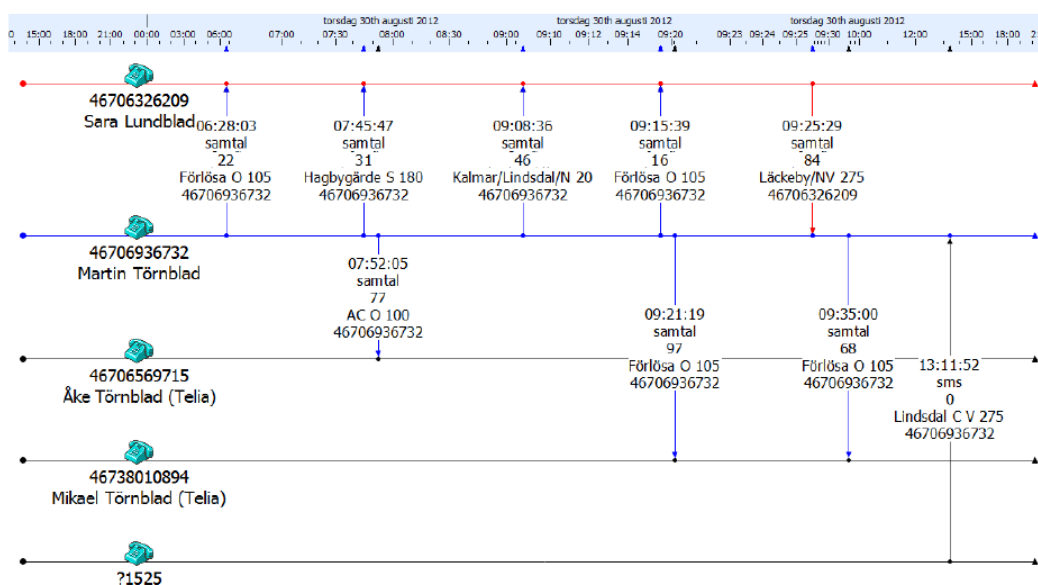 torsdag 30th augusti 2012 torsdag 30th augusti 2012 torsdag 30th augusti 2012
0 15:00 18:00 21:00 00:00 03:00 06:00 07:00 07:30 08:00 08:30 09:00 09:10 09:12 09:14 09:20 09:23 09:24 09:25 09:30 10:00 12:00 15:00 18:00 2:
46706326209
Sara Lundblad
06:28:03
samtal
22
Förlösa O 105
46706936732
07:45:47
samtal
31
Hagbygärde S 180
46706936732
09:08:36
samtal
46
Kalmar/Lindsdal/N 20
46706936732
09:15:39
samtal
16
Förlösa O 105
46706936732
09:25:29
samtal
84
Läckeby/NV 275
46706326209
46706936732
Martin Törnblad
07:52:05
samtal
77
AC O 100
46706936732
09:21:19
samtal
97
Förlösa O 105
46706936732
09:35:00
samtal
68
Förlösa O 105
46706936732
13:11:52
sms
0
Lindsdal C V 275
46706936732
46706569715
Åke Törnblad (Telia)
46738010894
Mikael Törnblad (Telia)
?1525